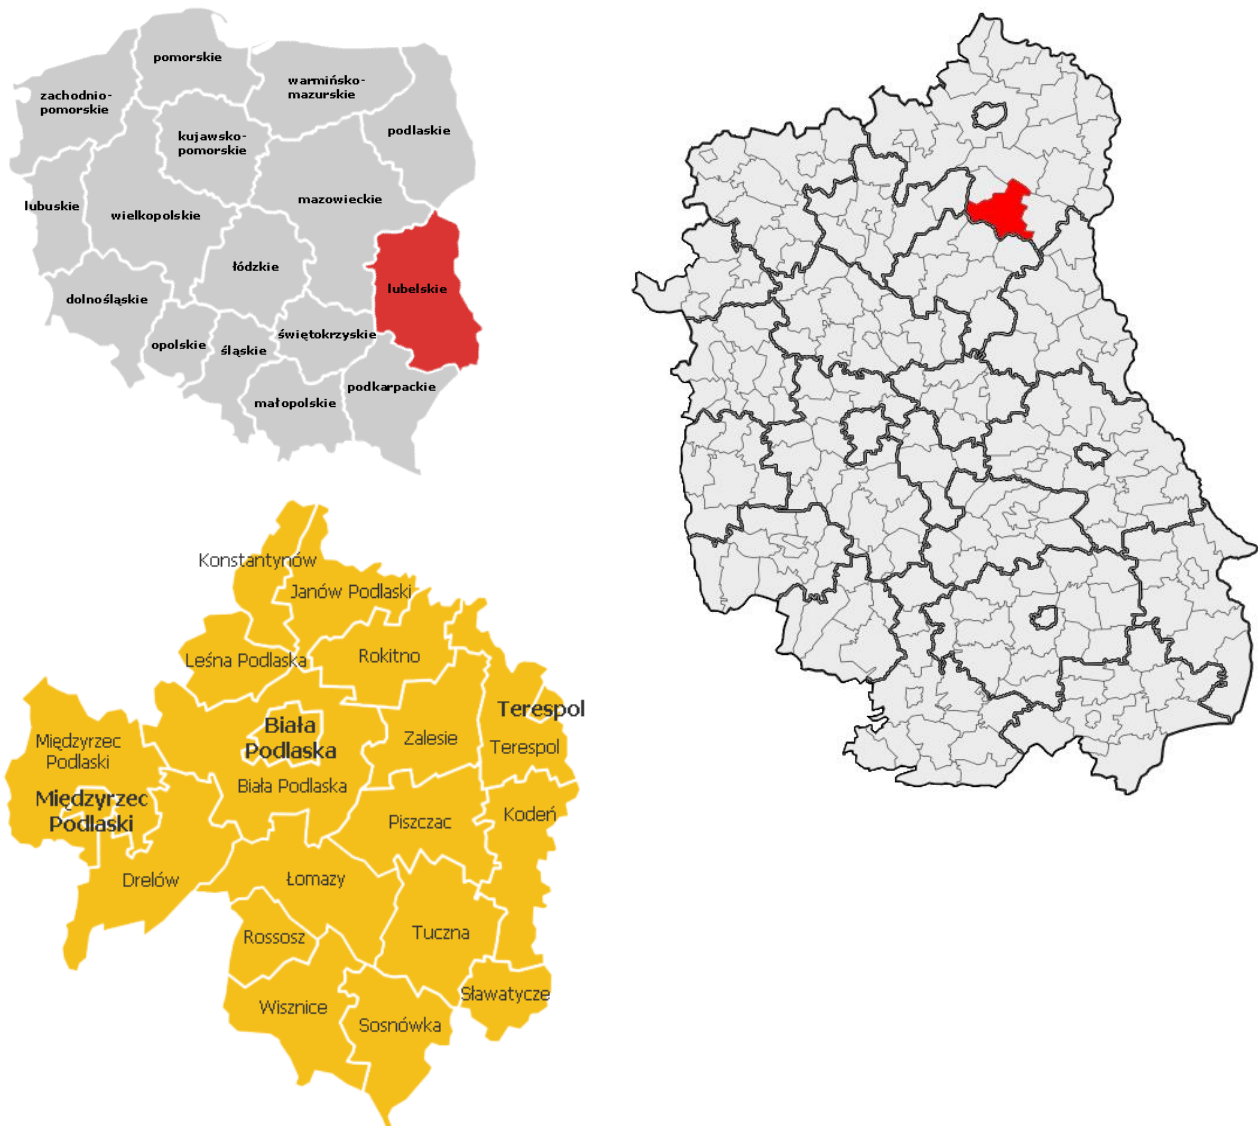 pomorskie
warmińsko-
mazurskie
zachodnio-
pomorskie
kujawsko-
pomorskie
podlaskie
lubuskie
wielkopolskie
mazowieckie
łódzkie
dolnośląskie
lubelskie
opolskie
śląskie
świętokrzyskie
podkarpackie
małopolskie
Konstantynów
Janów Podlaski
Leśna Podlaska
Rokitno
Terespol
Biała
Podlaska
Międzyrzec
Podlaski
Zalesie
Terespol
Biała Podlaska
Międzyrzec
Podlaski
Piszczac
Kodeń
Drelów
Łomazy
Rossosz
Tuczna
Wisznice
Sławatycze
Sosnówka